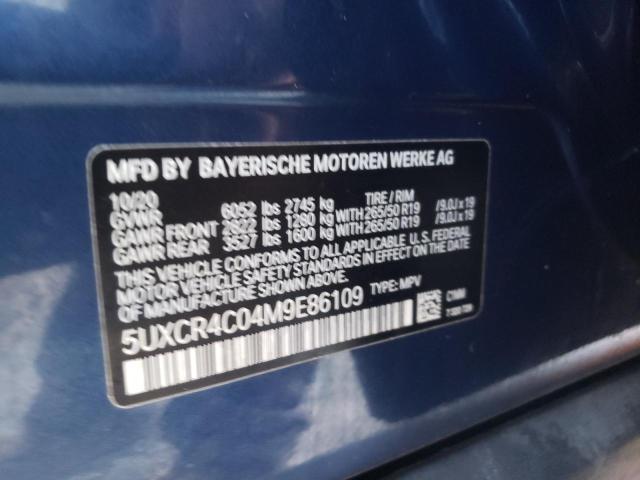 MFD BY BAYERISCHE MOTOREN WERKE AG
10/20 TIRE / RIM
GVWR 6052 lbs 2745 kg
GAWR FRONT 2822 lbs 1280 kg WITH 265/50 R19 /9.0J x 19
GAWR REAR 3527 lbs 1600 kg WITH 265/50 R19 /9.0J x 19
THIS VEHICLE CONFORMS TO ALL APPLICABLE U.S. FEDERAL
MOTOR VEHICLE SAFETY STANDARDS IN EFFECT ON THE DATE
OF MANUFACTURE SHOWN ABOVE.
5UXCR4C04M9E86109 TYPE: MPV